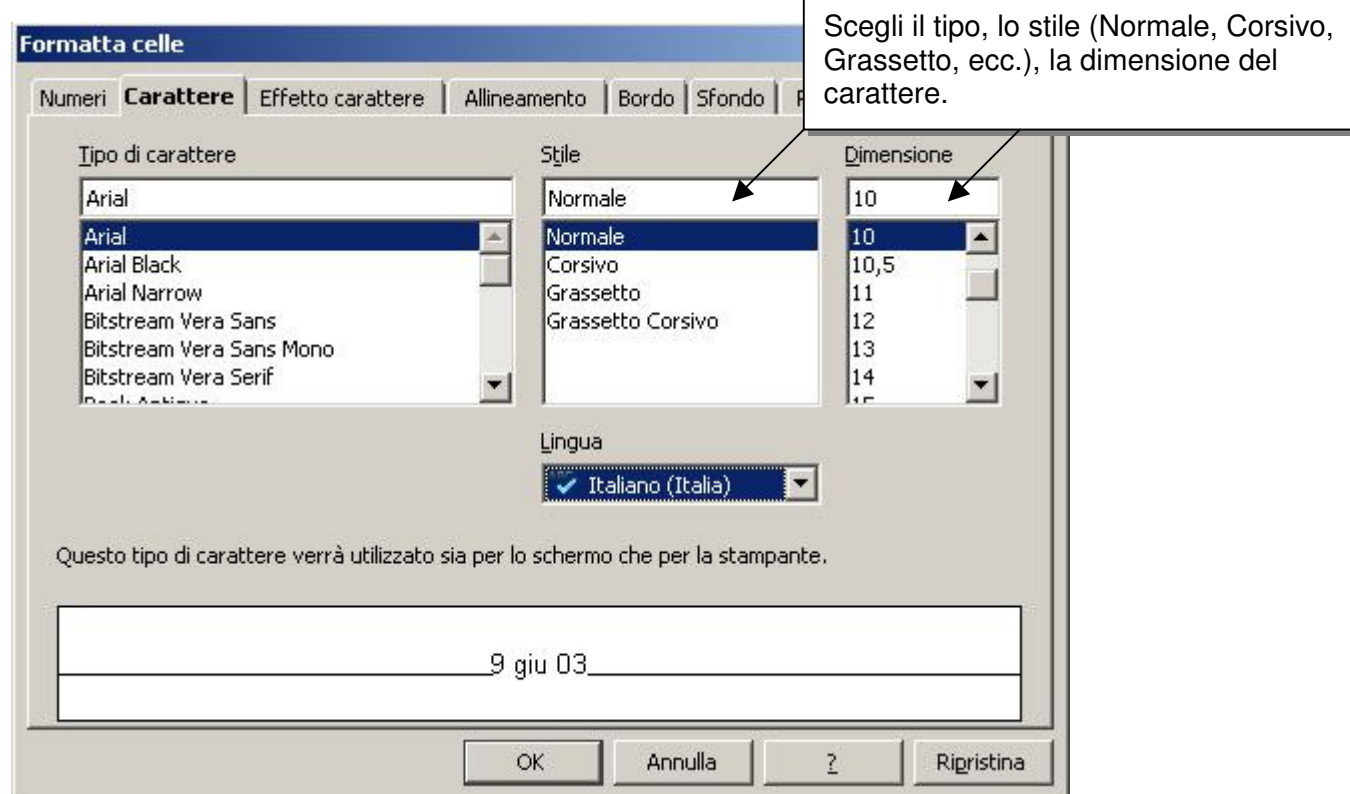 Scegli il tipo, lo stile (Normale, Corsivo,
Grassetto, ecc.), la dimensione del
carattere.
Formatta celle
Numeri Carattere Effetto carattere Allineamento Bordo Sfondo
Tipo di carattere Stile Dimensione
Arial Normale 10
Arial Normale 10
Arial Black Corsivo 10,5
Arial Narrow Grassetto 11
Bitstream Vera Sans Grassetto Corsivo 12
Bitstream Vera Sans Mono 13
Bitstream Vera Serif 14
Lingua
Italiano (Italia)
Questo tipo di carattere verrà utilizzato sia per lo schermo che per la stampante.
9 giu 03
OK Annulla ? Ripristina